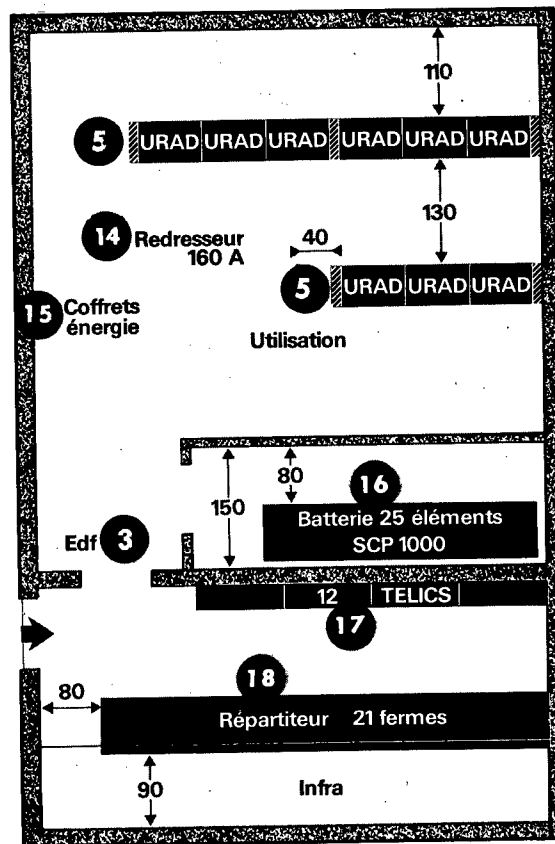 110
5 URAD URAD URAD URAD URAD URAD
130
14 Redresseur
160 A
40
5 URAD URAD URAD
15 Coffrets
énergie
Utilisation
80
16
150
Batterie 25 éléments
SCP 1000
Edf 3
12 TELICS
17
18
80
Répartiteur 21 fermes
90
Infra